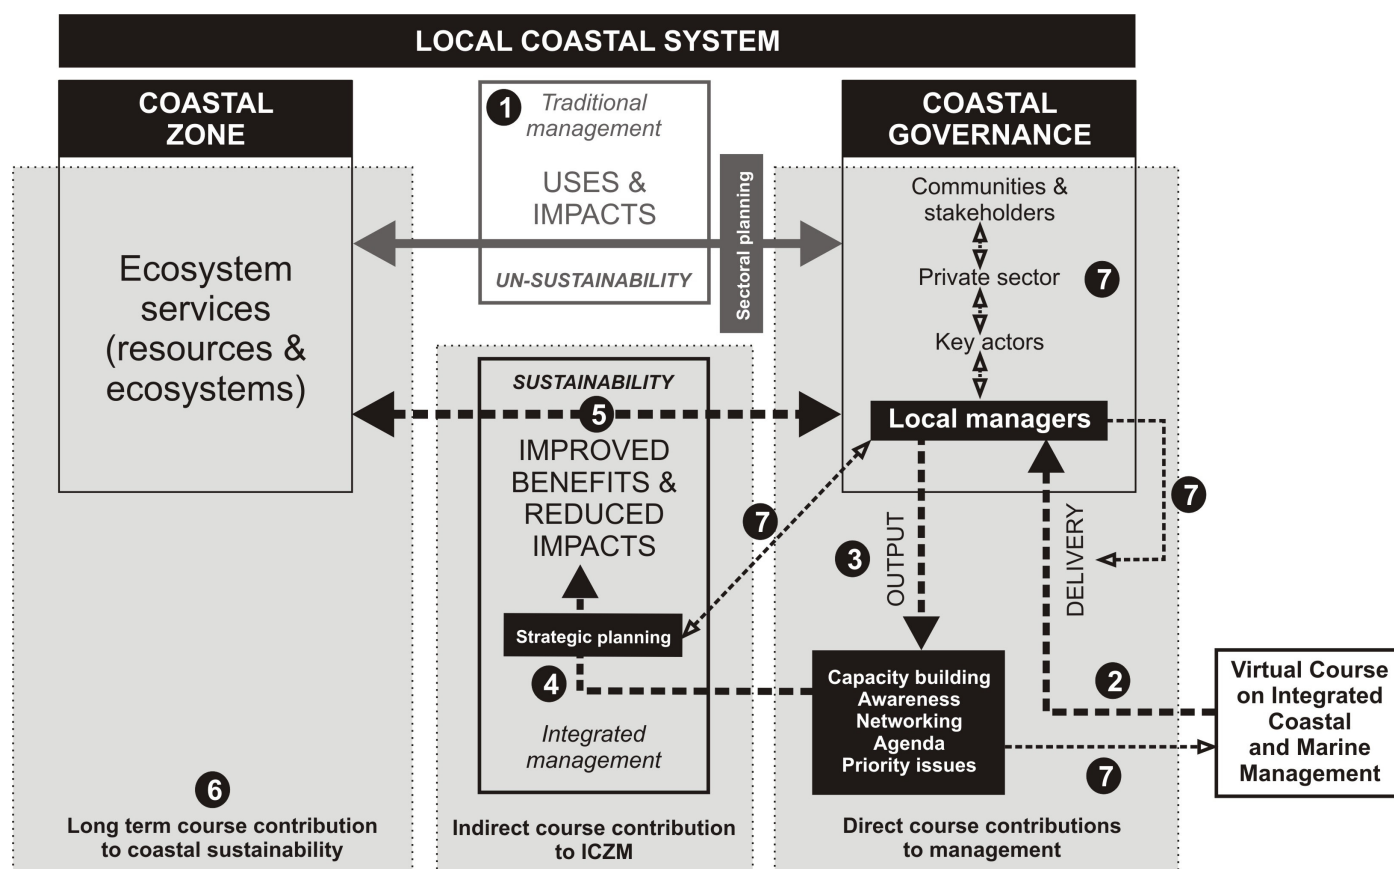 LOCAL COASTAL SYSTEM
COASTAL
ZONE
Ecosystem
services
(resources &
ecosystems)
6
Long term course contribution
to coastal sustainability
1
Traditional
management
USES &
IMPACTS
UN-SUSTAINABILITY
Sectoral planning
SUSTAINABILITY
5
IMPROVED
BENEFITS &
REDUCED
IMPACTS
7
Strategic planning
4
Integrated
management
Indirect course contribution
to ICZM
COASTAL
GOVERNANCE
Communities &
stakeholders
Private sector
7
Key actors
Local managers
7
3
OUTPUT
DELIVERY
2
Capacity building
Awareness
Networking
Agenda
Priority issues
7
Direct course contributions
to management
Virtual Course
on Integrated
Coastal
and Marine
Management